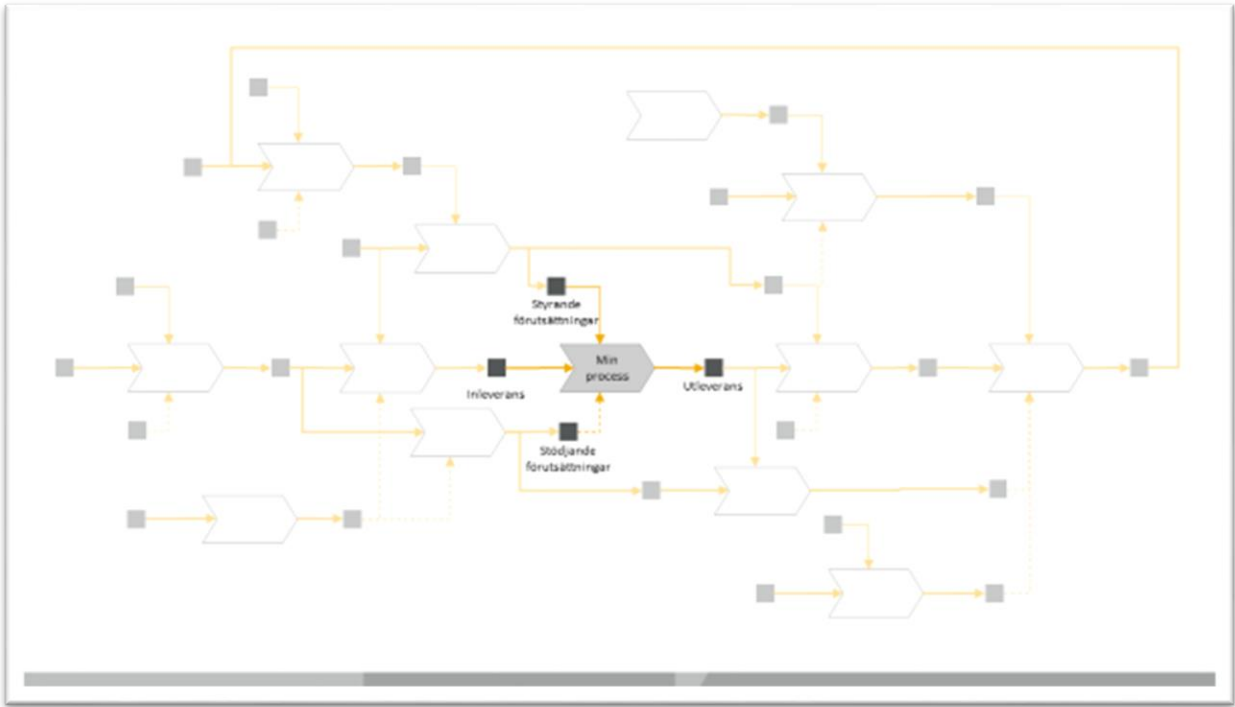 Styrande
förutsättningar
Min
process
Inleverans
Utleverans
Stödjande
förutsättningar